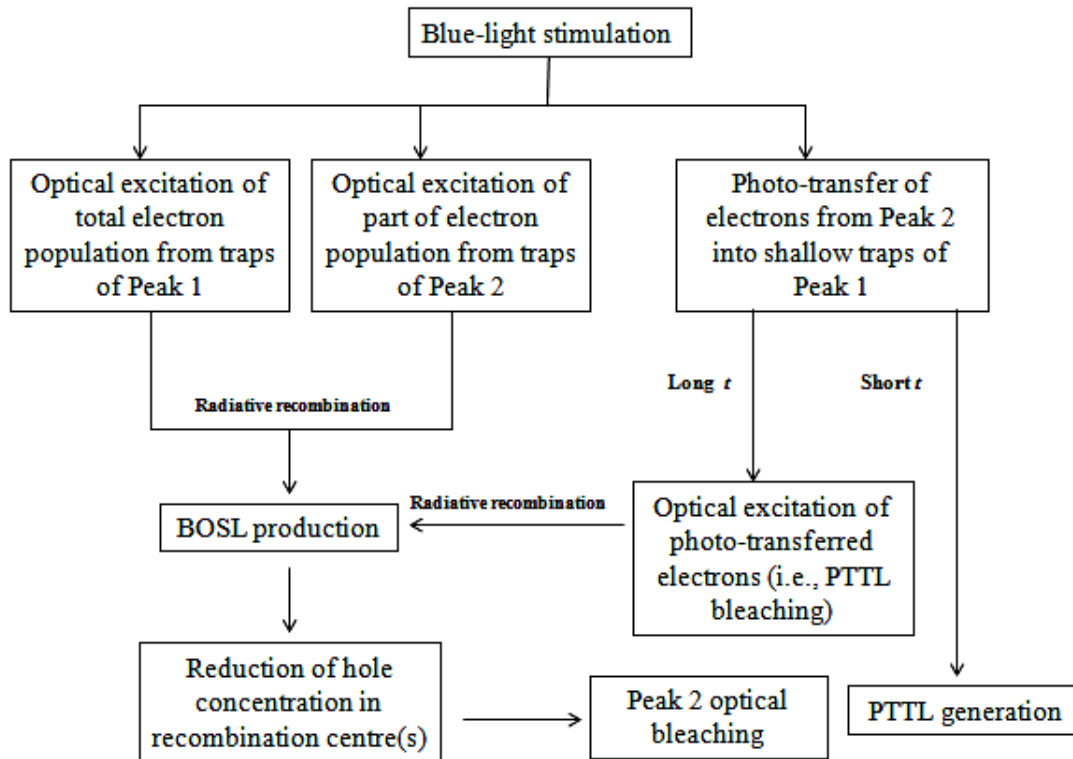 Blue-light stimulation
Optical excitation of
total electron
population from traps
of Peak 1
Optical excitation of
part of electron
population from traps
of Peak 2
Photo-transfer of
electrons from Peak 2
into shallow traps of
Peak 1
Long t
Short t
Radiative recombination
BOSL production
Radiative recombination
Optical excitation of
photo-transferred
electrons (i.e., PTTL
bleaching)
Reduction of hole
concentration in
recombination centre(s)
Peak 2 optical
bleaching
PTTL generation